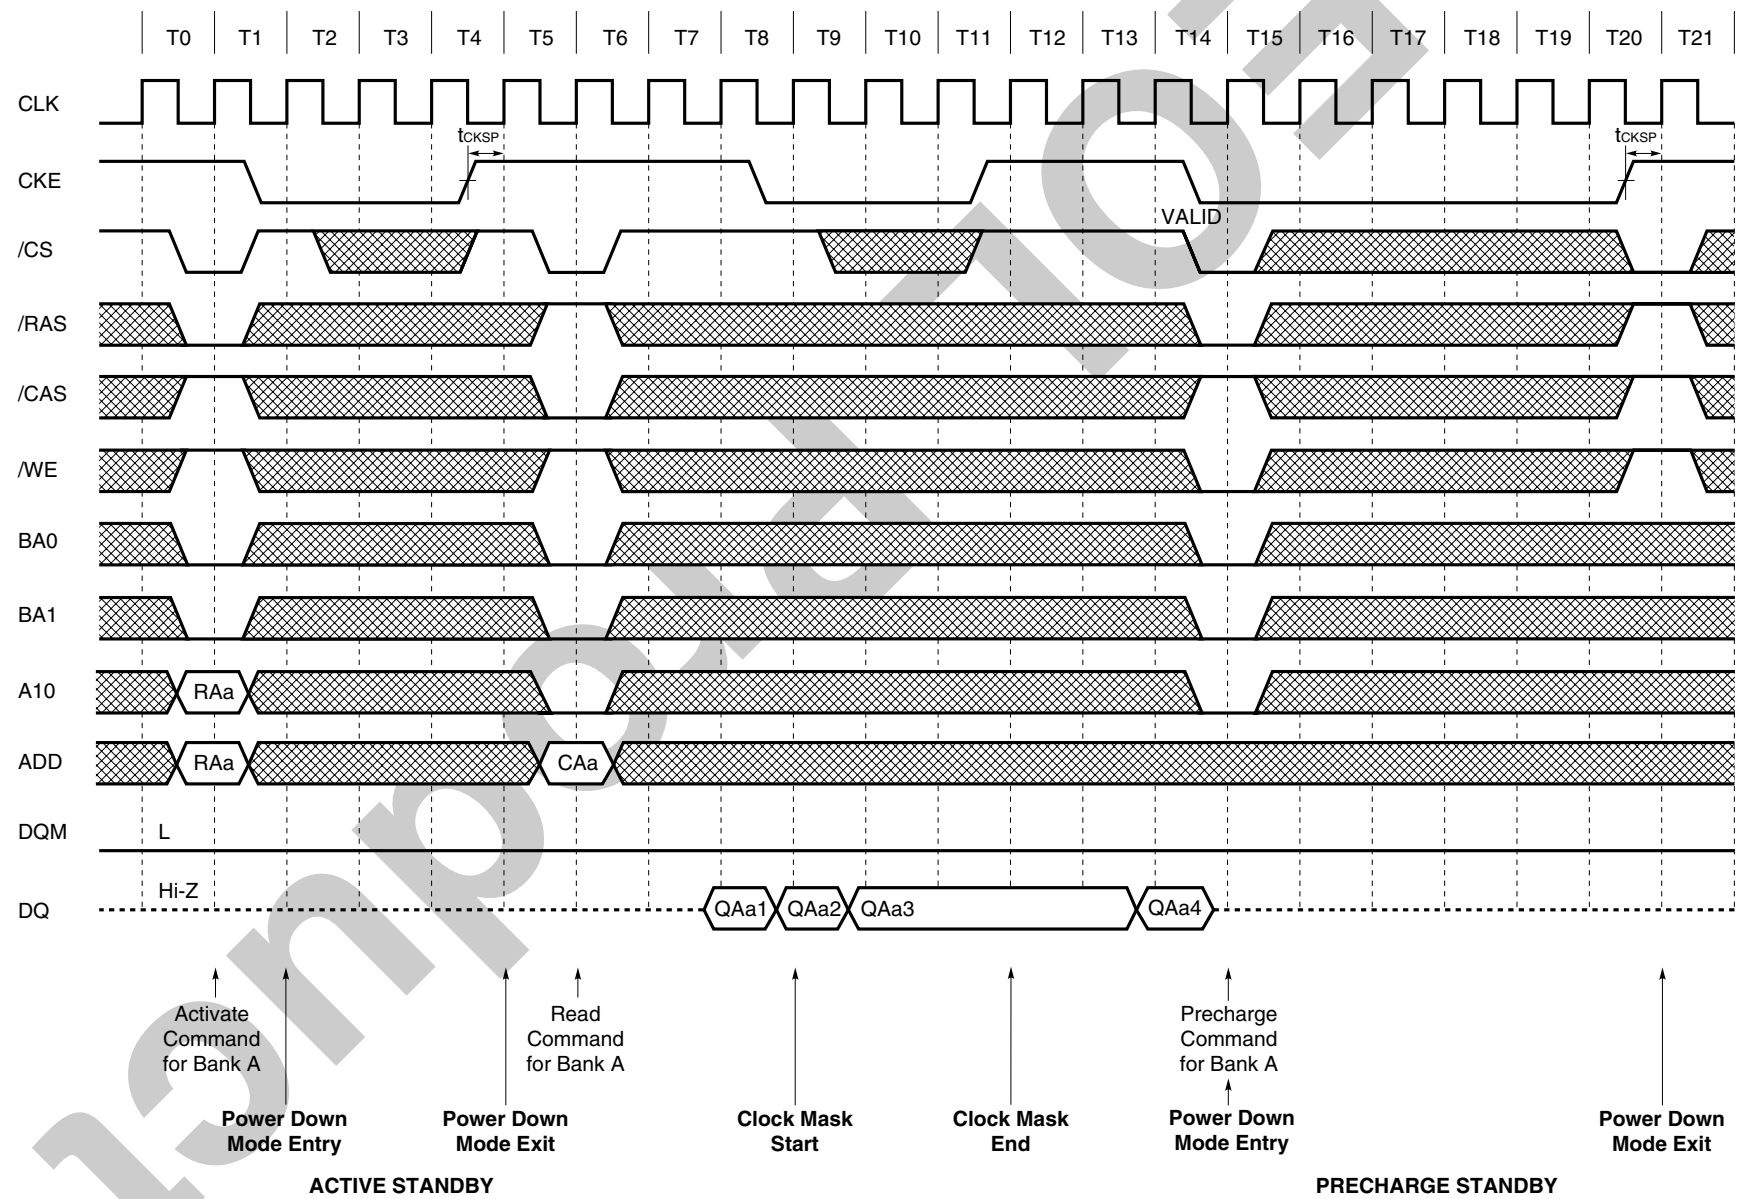 T0 T1 T2 T3 T4 T5 T6 T7 T8 T9 T10 T11 T12 T13 T14 T15 T16 T17 T18 T19 T20 T21
CLK
tCKSP tCKSP
CKE
VALID
/CS
/RAS
/CAS
/WE
BA0
BA1
A10 RAa
ADD RAa CAa
DQM L
Hi-Z
DQ QAa1 QAa2 QAa3 QAa4
Activate
Command
for Bank A
Read
Command
for Bank A
Precharge
Command
for Bank A
Power Down
Mode Entry
Power Down
Mode Exit
Clock Mask
Start
Clock Mask
End
Power Down
Mode Entry
Power Down
Mode Exit
ACTIVE STANDBY
PRECHARGE STANDBY
EOL Product